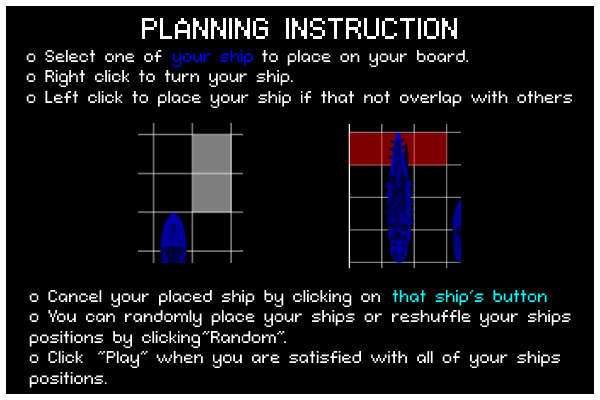 PLANNING INSTRUCTION
o Select one of your ship to place on your board.
o Right click to turn your ship.
o Left click to place your ship if that not overlap with others
o Cancel your placed ship by clicking on that ship's button
o You can randomly place your ships or reshuffle your ships
positions by clicking"Random".
o Click "Play" when you are satisfied with all of your ships
positions.